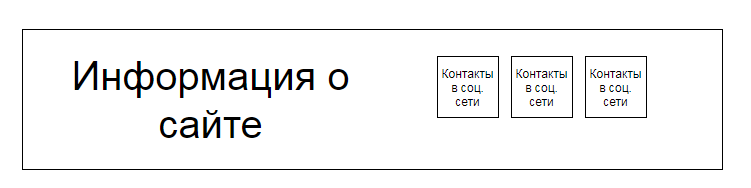 Информация о
сайте
Контакты
в соц.
сети
Контакты
в соц.
сети
Контакты
в соц.
сети